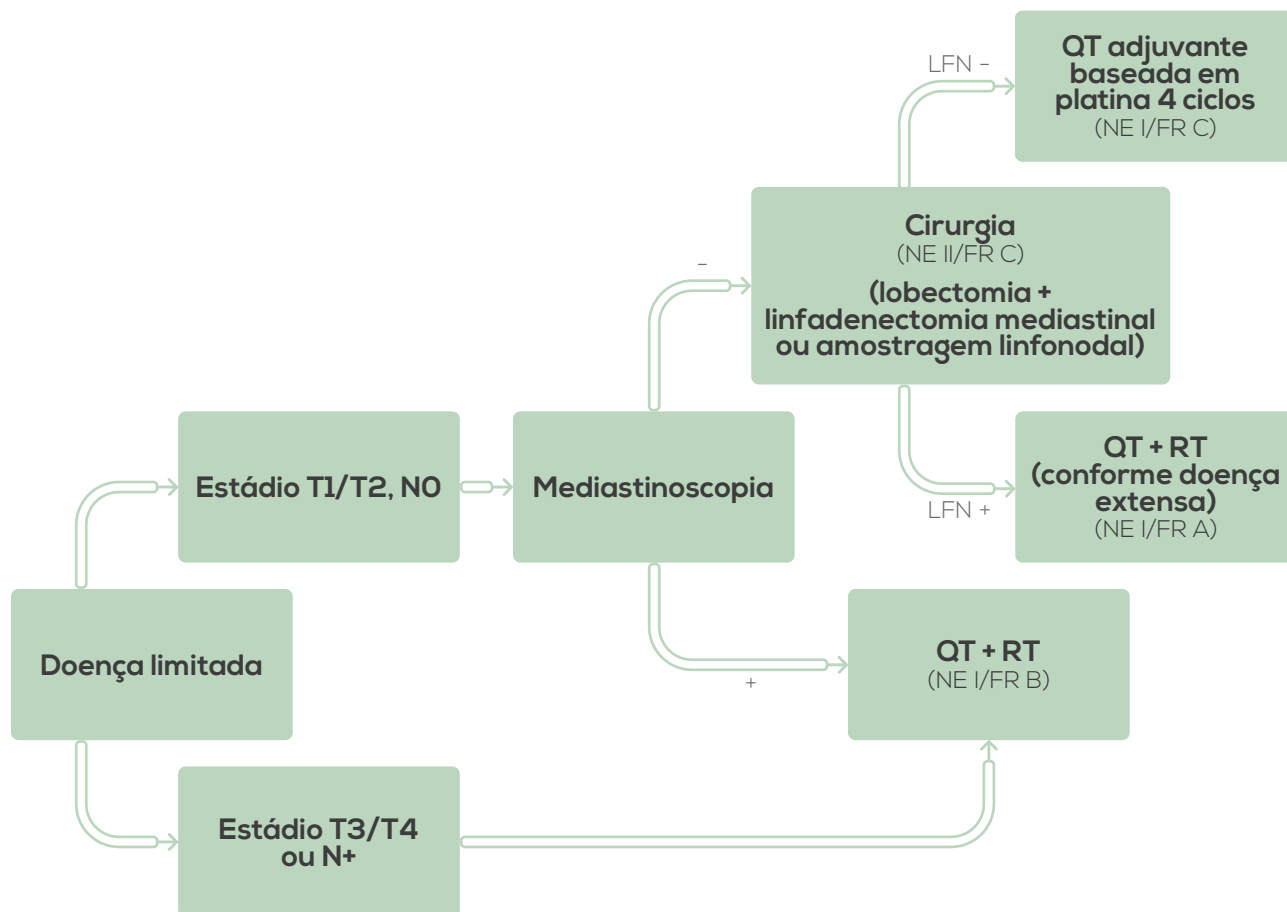 Doença limitada
Estádio T1/T2, N0
Estádio T3/T4
ou N+
Mediastinoscopia
-
+
Cirurgia
(NE II/FR C)
(lobectomia +
linfadenectomia mediastinal
ou amostragem linfonodal)
LFN -
QT adjuvante
baseada em
platina 4 ciclos
(NE I/FR C)
LFN +
QT + RT
(conforme doença
extensa)
(NE I/FR A)
QT + RT
(NE I/FR B)